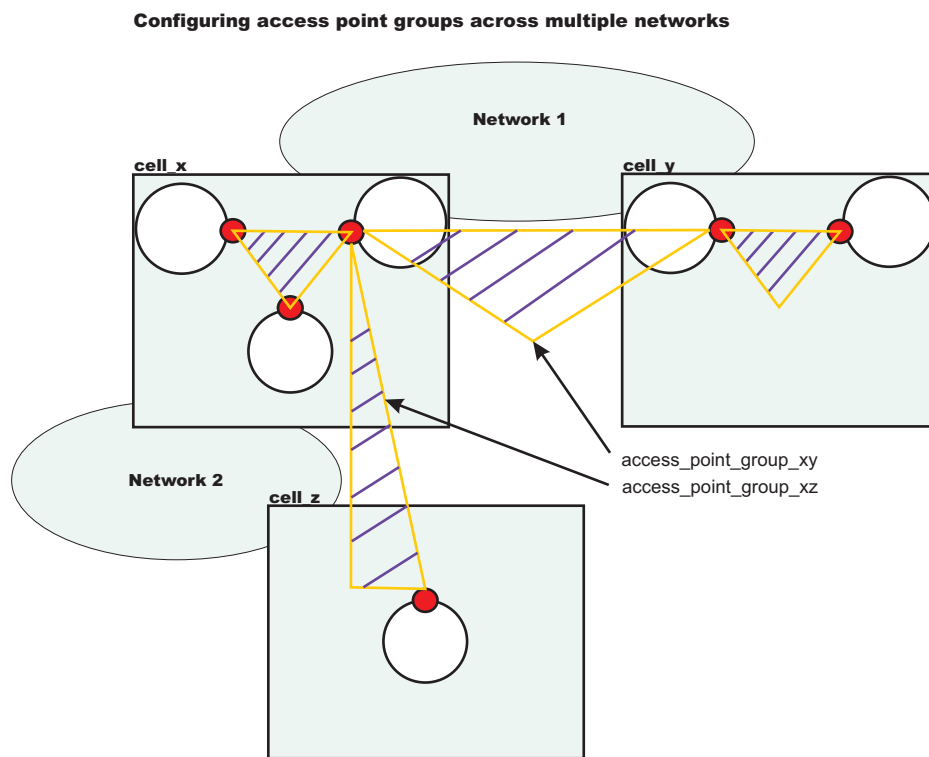 Configuring access point groups across multiple networks
Network 1
cell_x
cell_y
access_point_group_xy
access_point_group_xz
Network 2
cell_z